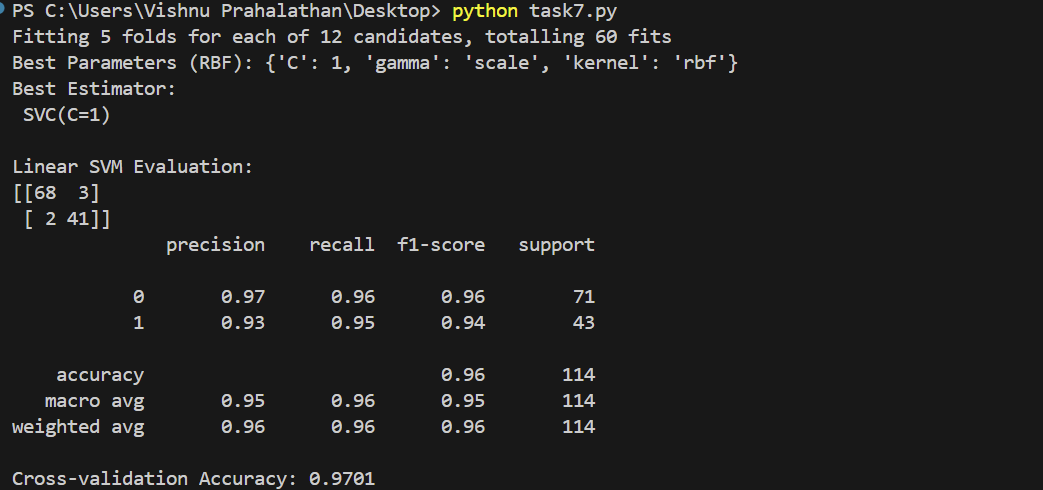 PS C:\Users\Vishnu Prahalathan\Desktop> python task7.py
Fitting 5 folds for each of 12 candidates, totalling 60 fits
Best Parameters (RBF): {'C': 1, 'gamma': 'scale', 'kernel': 'rbf'}
Best Estimator:
 SVC(C=1)

Linear SVM Evaluation:
[[68  3]
 [ 2 41]]
              precision    recall  f1-score   support

           0       0.97      0.96      0.96        71
           1       0.93      0.95      0.94        43

    accuracy                           0.96       114
   macro avg       0.95      0.96      0.95       114
weighted avg       0.96      0.96      0.96       114

Cross-validation Accuracy: 0.9701